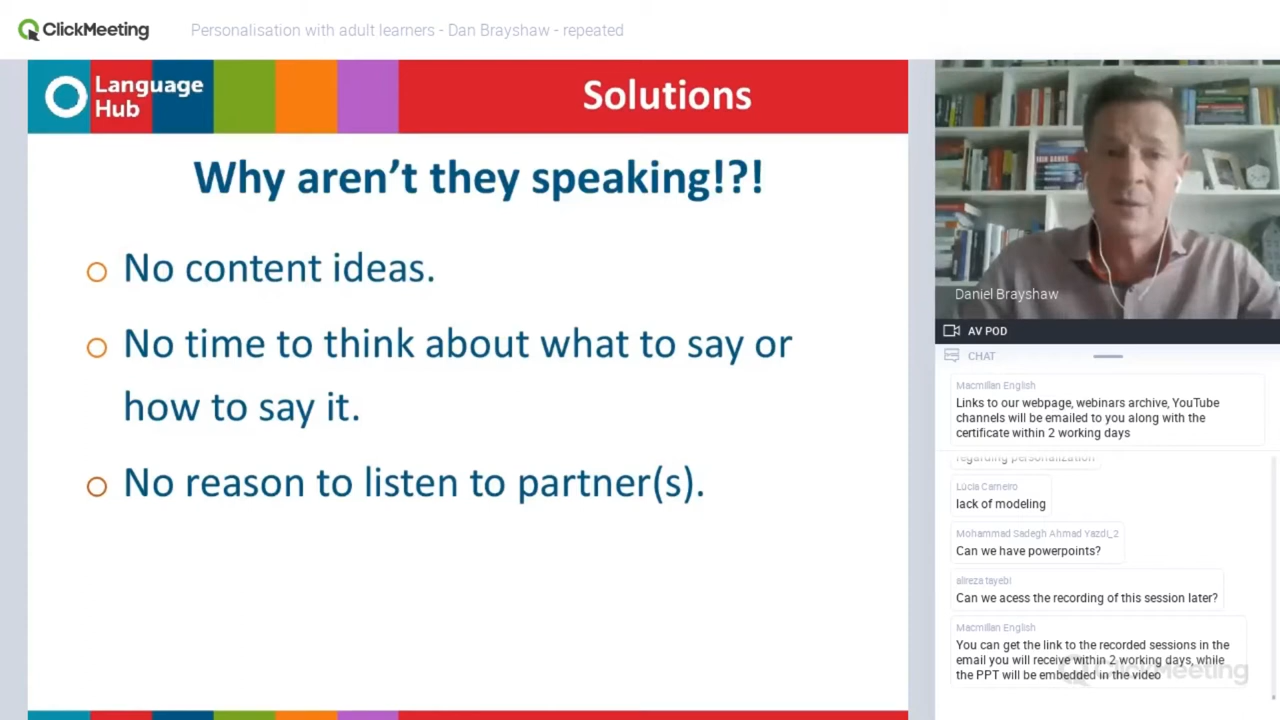 ClickMeeting
Personalisation with adult learners - Dan Brayshaw - repeated
Language
Hub
Solutions
Why aren't they speaking!?!
No content ideas.
No time to think about what to say or
how to say it.
No reason to listen to partner(s).
Daniel Brayshaw
AV POD
CHAT
Macmillan English
Links to our webpage, webinars archive, YouTube
channels will be emailed to you along with the
certificate within 2 working days
regarding personalization
Lúcia Carneiro
lack of modeling
Mohammad Sadegh Ahmad Yazdi_2
Can we have powerpoints?
alireza tayebi
Can we acess the recording of this session later?
Macmillan English
You can get the link to the recorded sessions in the
email you will receive within 2 working days, while
the PPT will be embedded in the video
ClickMeeting